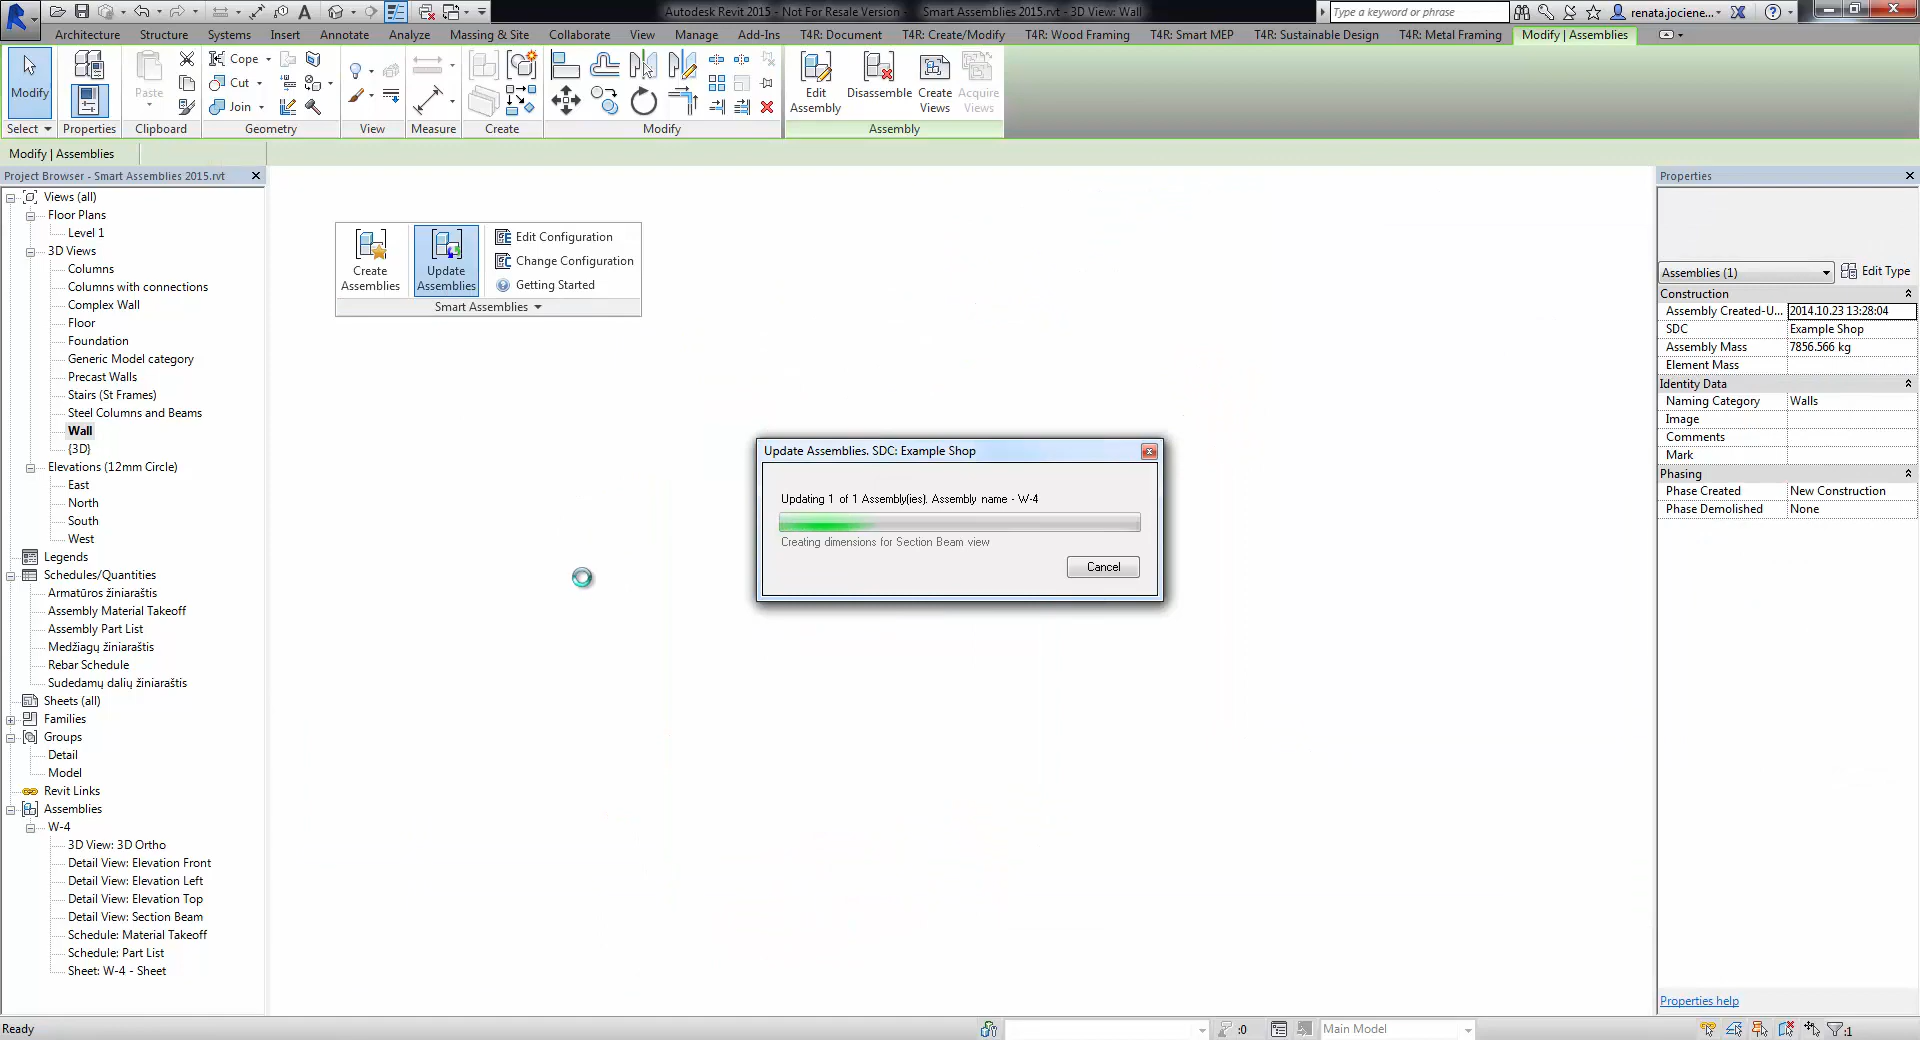 Autodesk Revit 2015 - Not For Resale Version - Smart Assemblies 2015.rvt - 3D View: Wall
Type a keyword or phrase
renata.jociene...
Architecture Structure Systems Insert Annotate Analyze Massing & Site Collaborate View Manage Add-Ins T4R: Document T4R: Create/Modify T4R: Wood Framing T4R: Smart MEP T4R: Sustainable Design T4R: Metal Framing Modify | Assemblies
Modify
Paste
Cope
Cut
Join
Edit
Assembly
Disassemble
Create
Views
Acquire
Views
Select Properties Clipboard Geometry View Measure Create Modify Assembly
Modify | Assemblies
Project Browser - Smart Assemblies 2015.rvt
Views (all)
Floor Plans
Level 1
3D Views
Columns
Columns with connections
Complex Wall
Floor
Foundation
Generic Model category
Precast Walls
Stairs (St Frames)
Steel Columns and Beams
Wall
{3D}
Elevations (12mm Circle)
East
North
South
West
Legends
Schedules/Quantities
Armatūros žiniaraštis
Assembly Material Takeoff
Assembly Part List
Medžiagų žiniaraštis
Rebar Schedule
Sudedamų dalių žiniaraštis
Sheets (all)
Families
Groups
Detail
Model
Revit Links
Assemblies
W-4
3D View: 3D Ortho
Detail View: Elevation Front
Detail View: Elevation Left
Detail View: Elevation Top
Detail View: Section Beam
Schedule: Material Takeoff
Schedule: Part List
Sheet: W-4 - Sheet
Create
Assemblies
Update
Assemblies
Edit Configuration
Change Configuration
Getting Started
Smart Assemblies
Update Assemblies. SDC: Example Shop
Updating 1 of 1 Assembly(ies). Assembly name - W-4
Creating dimensions for Section Beam view
Cancel
Properties
Assemblies (1)
Edit Type
Construction
Assembly Created-U... 2014.10.23 13:28:04
SDC Example Shop
Assembly Mass 7856.566 kg
Element Mass
Identity Data
Naming Category Walls
Image
Comments
Mark
Phasing
Phase Created New Construction
Phase Demolished None
Properties help
Ready
:0
Main Model
:1